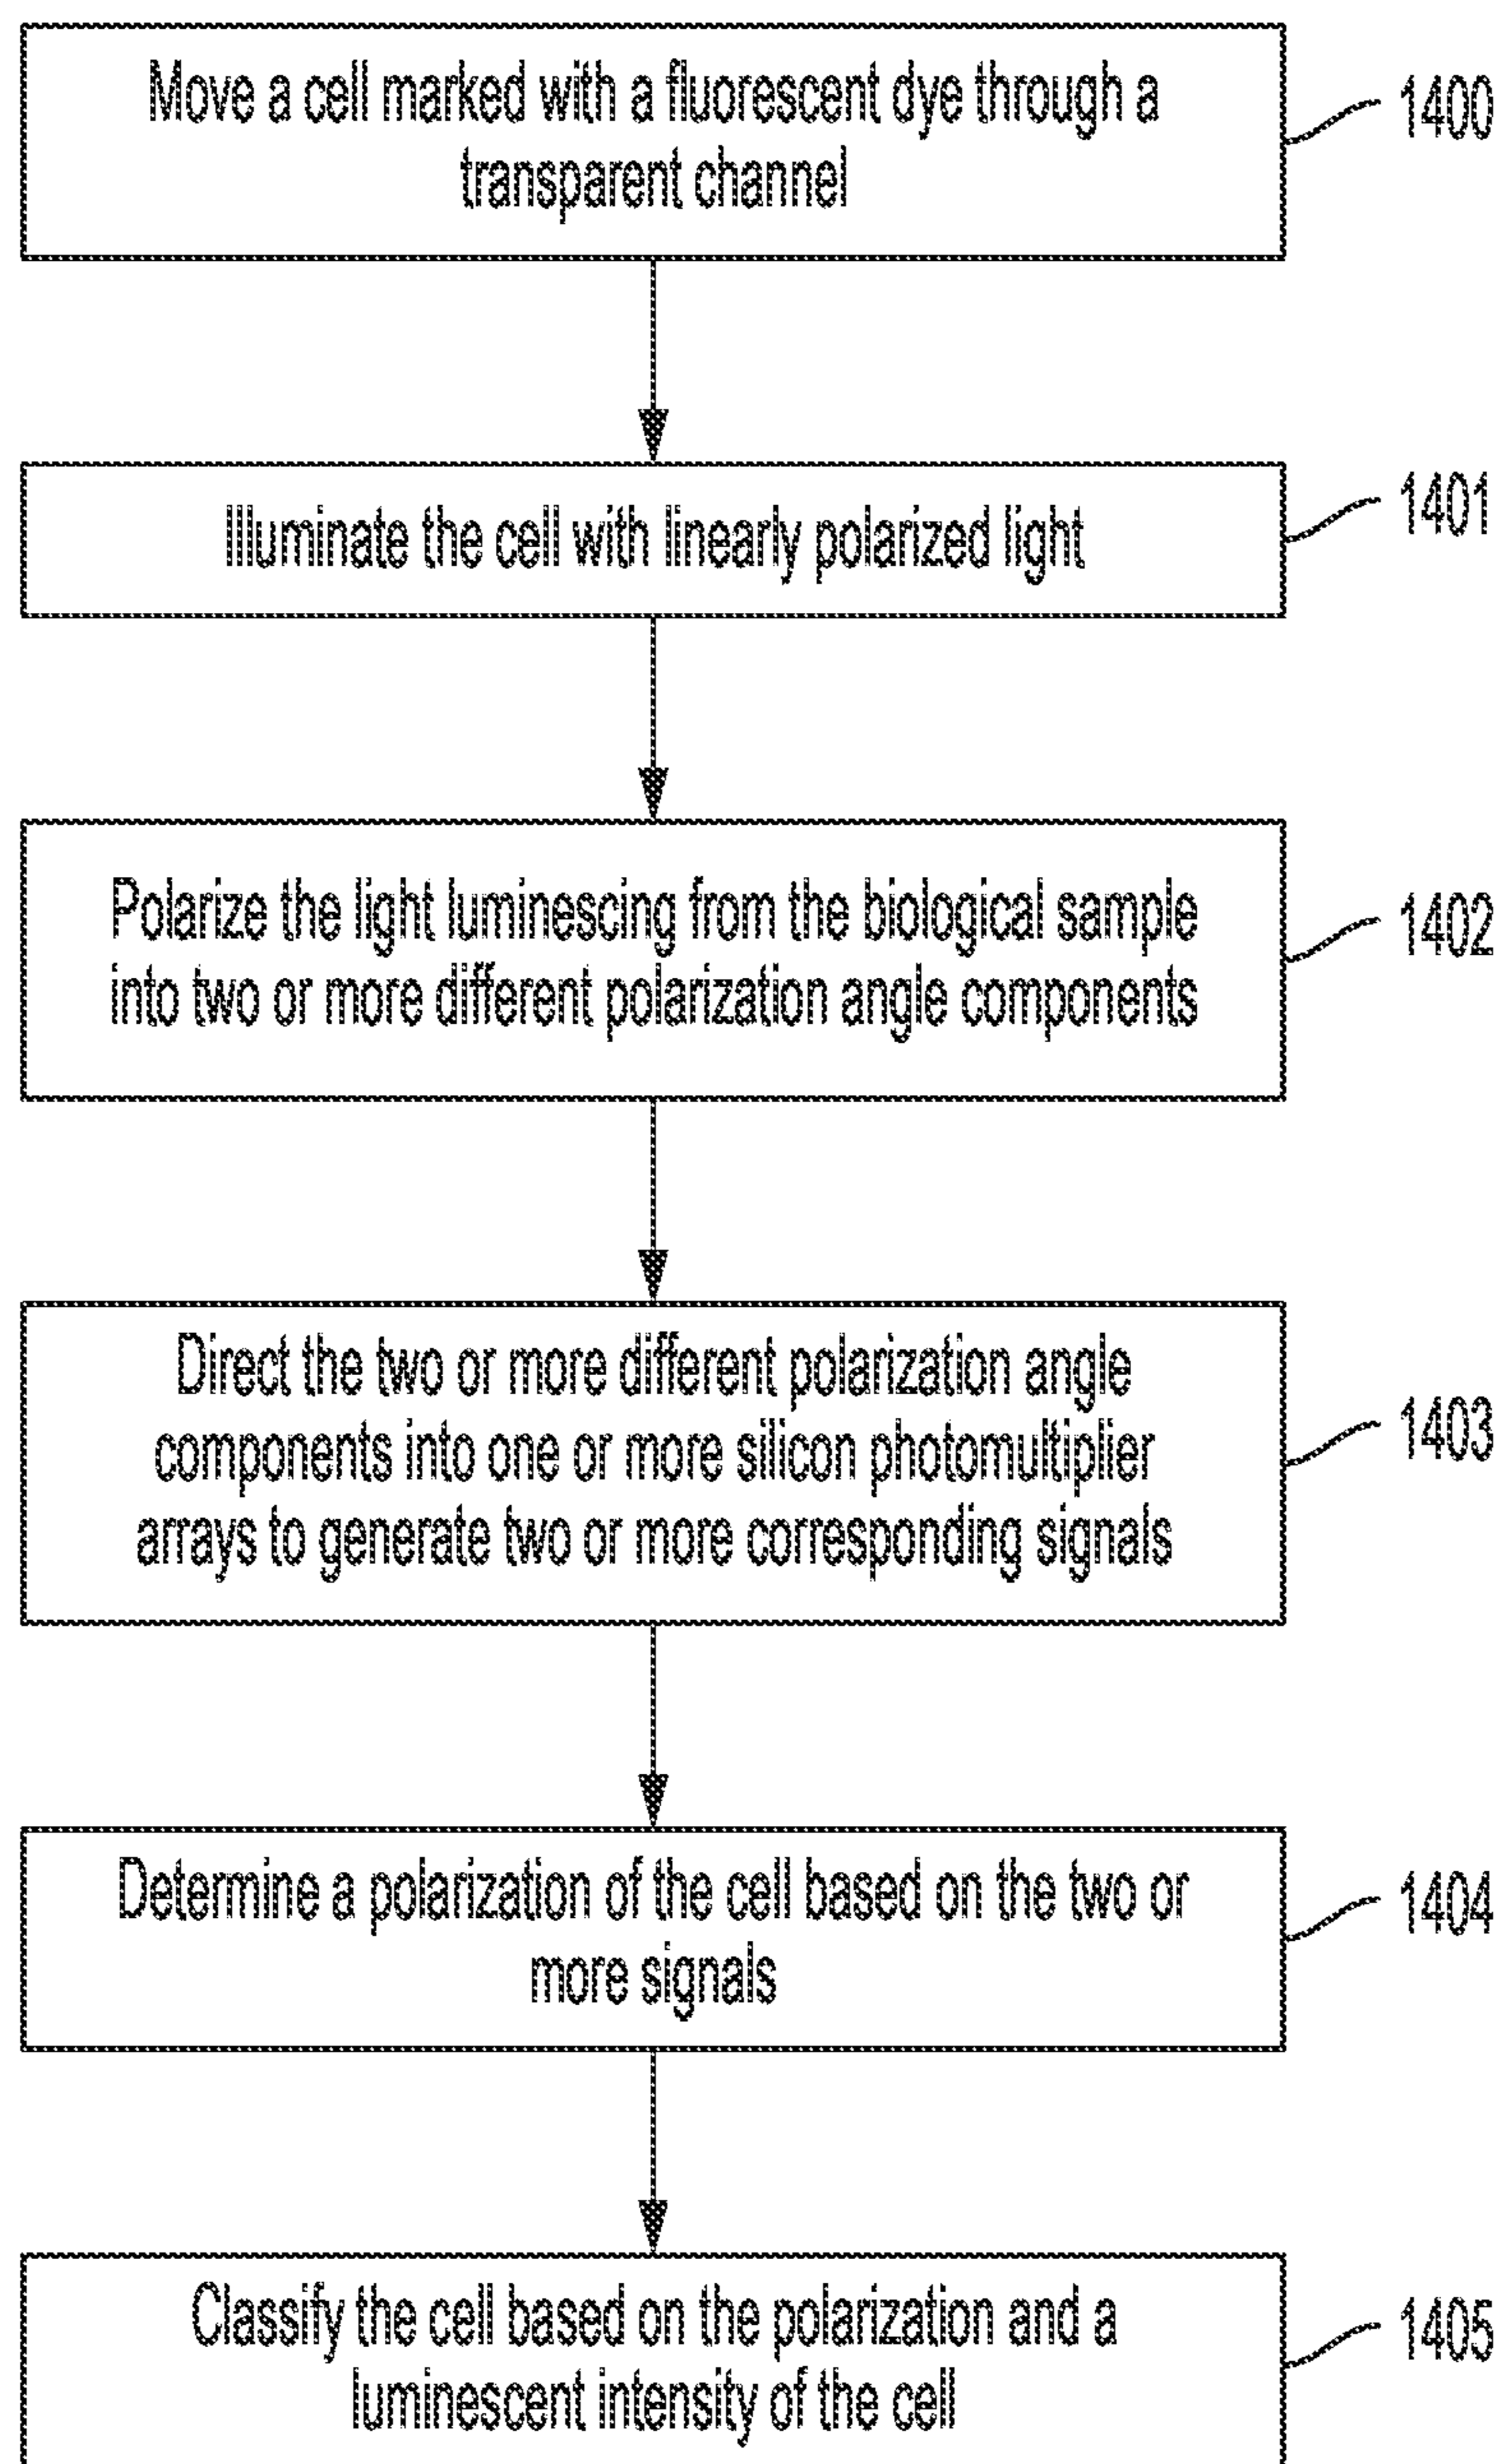 Move a cell marked with a fluorescent dye through a
transparent channel
1400
Illuminate the cell with linearly polarized light
1401
Polarize the light luminescing from the biological sample
into two or more different polarization angle components
1402
Direct the two or more different polarization angle
components into one or more silicon photomultiplier
arrays to generate two or more corresponding signals
1403
Determine a polarization of the cell based on the two or
more signals
1404
Classify the cell based on the polarization and a
luminescent intensity of the cell
1405